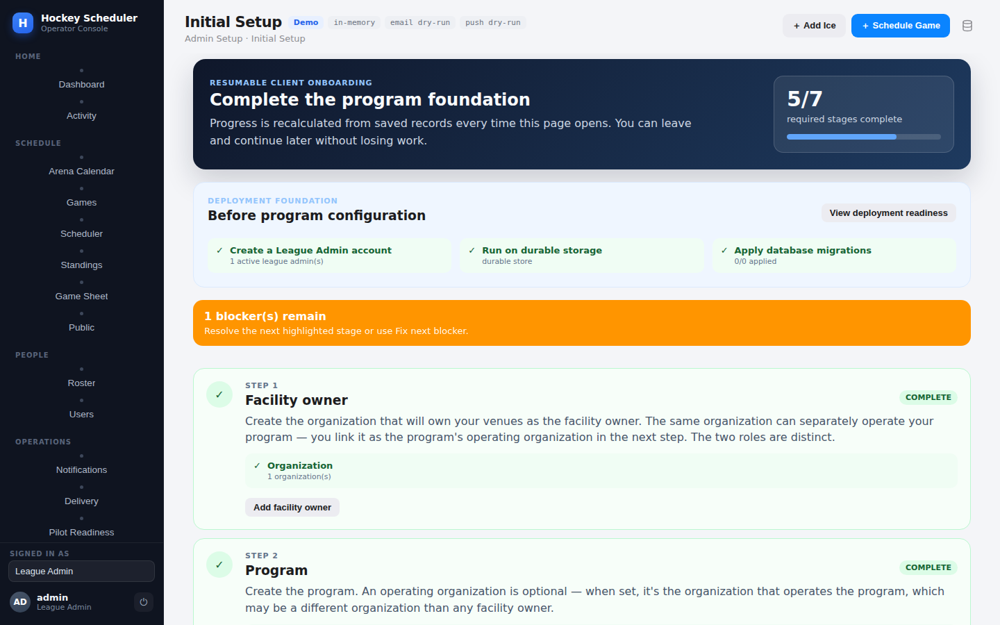 H
Hockey Scheduler
Operator Console
HOME
Dashboard
Activity
SCHEDULE
Arena Calendar
Games
Scheduler
Standings
Game Sheet
Public
PEOPLE
Roster
Users
OPERATIONS
Notifications
Delivery
Pilot Readiness
SIGNED IN AS
League Admin
AD
admin
League Admin
Initial Setup Demo in-memory email dry-run push dry-run
Admin Setup · Initial Setup
+ Add Ice
+ Schedule Game
RESUMABLE CLIENT ONBOARDING
Complete the program foundation
Progress is recalculated from saved records every time this page opens. You can leave
and continue later without losing work.
5/7
required stages complete
DEPLOYMENT FOUNDATION
Before program configuration
View deployment readiness
✓ Create a League Admin account
1 active league admin(s)
✓ Run on durable storage
durable store
✓ Apply database migrations
0/0 applied
1 blocker(s) remain
Resolve the next highlighted stage or use Fix next blocker.
✓
STEP 1
Facility owner
COMPLETE
Create the organization that will own your venues as the facility owner. The same organization can separately operate your
program — you link it as the program's operating organization in the next step. The two roles are distinct.
✓ Organization
1 organization(s)
Add facility owner
✓
STEP 2
Program
COMPLETE
Create the program. An operating organization is optional — when set, it's the organization that operates the program, which
may be a different organization than any facility owner.